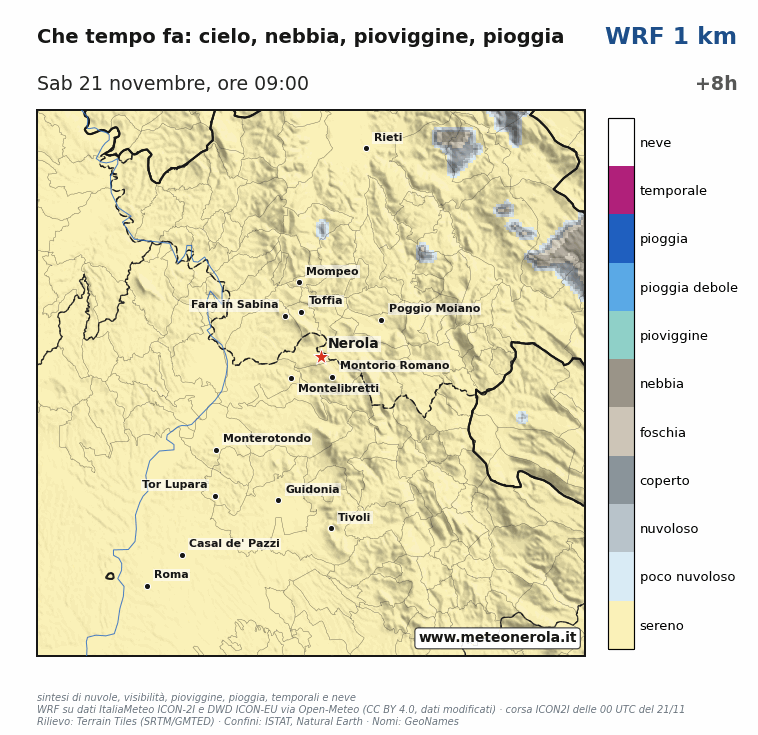 Che tempo fa: cielo, nebbia, pioviggine, pioggia
WRF 1 km
Sab 21 novembre, ore 09:00
+8h
Rieti
Mompeo
Toffia
Fara in Sabina
Poggio Moiano
Nerola
Montorio Romano
Montelibretti
Monterotondo
Tor Lupara
Guidonia
Tivoli
Casal de' Pazzi
Roma
www.meteonerola.it
neve
temporale
pioggia
pioggia debole
pioviggine
nebbia
foschia
coperto
nuvoloso
poco nuvoloso
sereno
sintesi di nuvole, visibilità, pioviggine, pioggia, temporali e neve
WRF su dati ItaliaMeteo ICON-2I e DWD ICON-EU via Open-Meteo (CC BY 4.0, dati modificati) · corsa ICON2I delle 00 UTC del 21/11
Rilievo: Terrain Tiles (SRTM/GMTED) · Confini: ISTAT, Natural Earth · Nomi: GeoNames